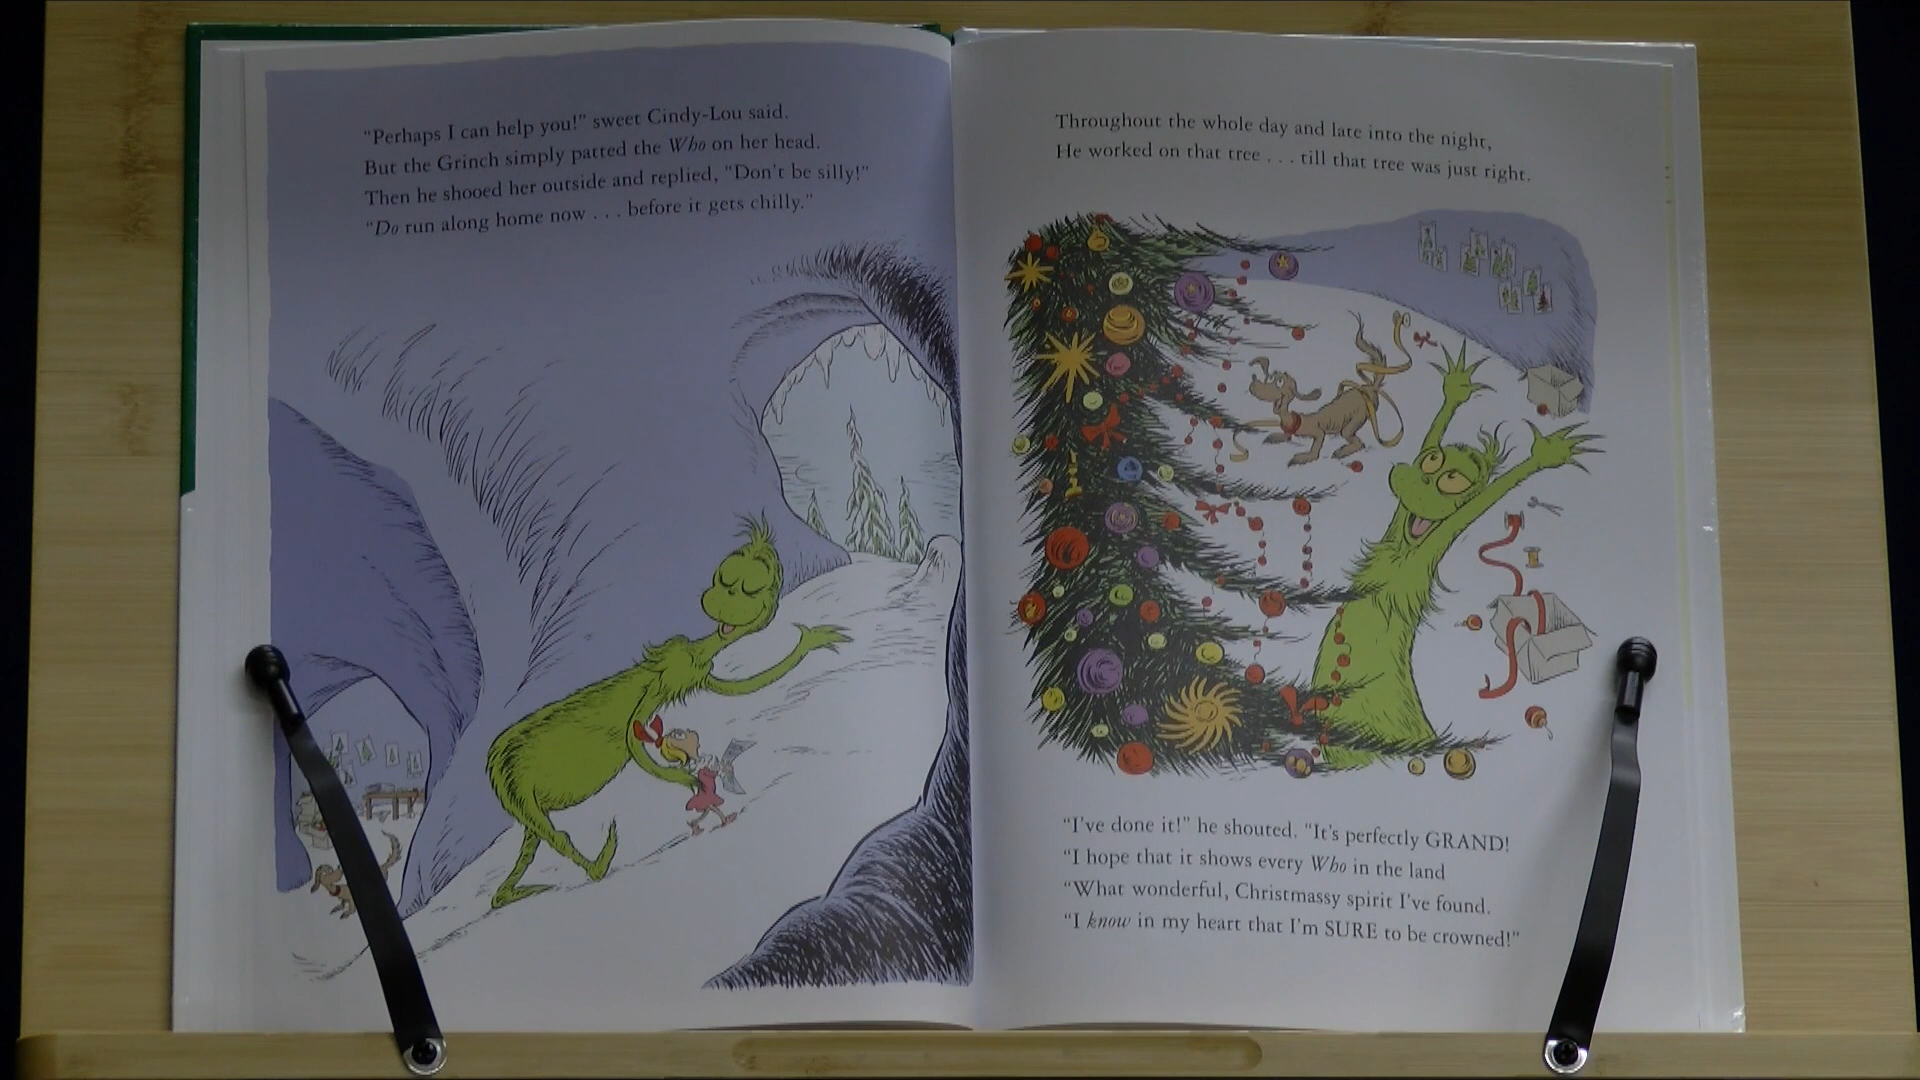 "Perhaps I can help you!" sweet Cindy-Lou said.
But the Grinch simply patted the Who on her head.
Then he shooed her outside and replied, "Don't be silly!"
"Do run along home now . . . before it gets chilly."
Throughout the whole day and late into the night,
He worked on that tree . . . till that tree was just right.
"I've done it!" he shouted. "It's perfectly GRAND!
"I hope that it shows every Who in the land
"What wonderful, Christmassy spirit I've found.
"I know in my heart that I'm SURE to be crowned!"